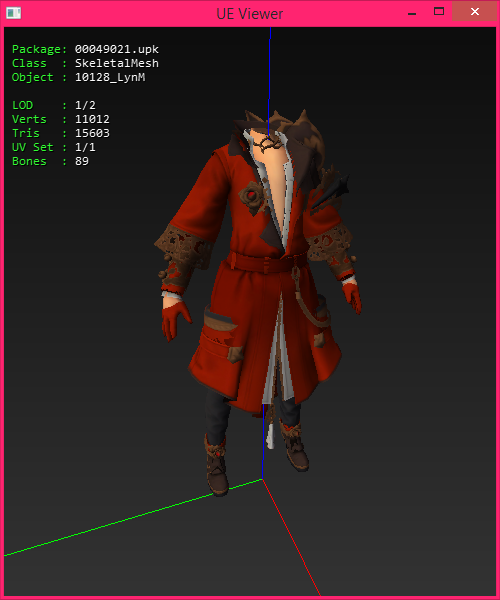 UE Viewer
Package: 00049021.upk
Class  : SkeletalMesh
Object : 10128_LynM
LOD    : 1/2
Verts  : 11012
Tris   : 15603
UV Set : 1/1
Bones  : 89